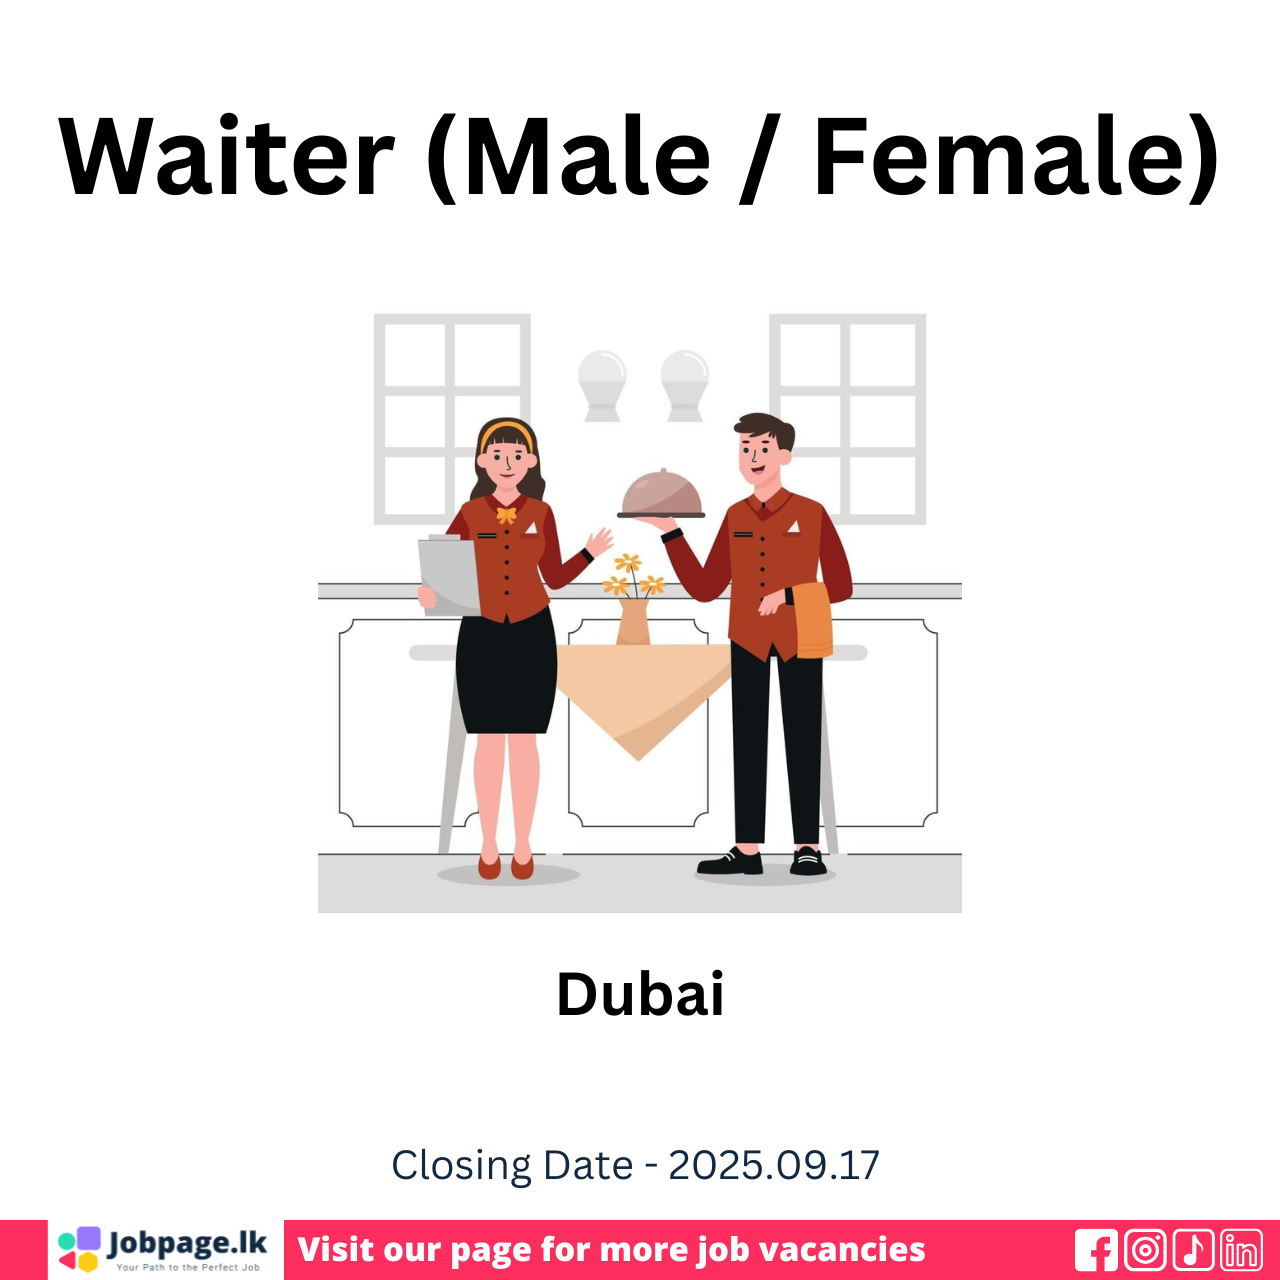 Waiter (Male / Female)
Dubai
Closing Date - 2025.09.17
Jobpage.lk
Your Path to the Perfect Job
Visit our page for more job vacancies